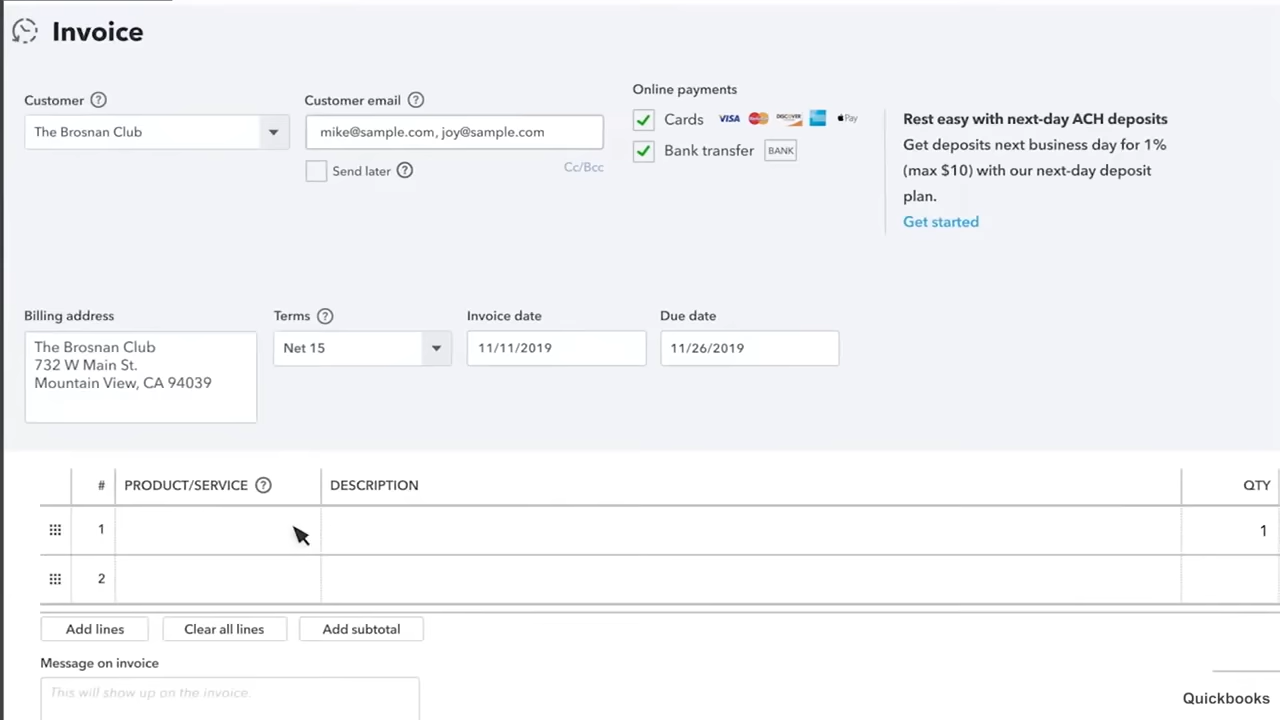 Invoice
Customer ?
The Brosnan Club
Customer email ?
mike@sample.com, joy@sample.com
Send later ?
Cc/Bcc
Online payments
Cards VISA MasterCard DISCOVER Pay
Bank transfer BANK
Rest easy with next-day ACH deposits
Get deposits next business day for 1%
(max $10) with our next-day deposit
plan.
Get started
Billing address
The Brosnan Club
732 W Main St.
Mountain View, CA 94039
Terms ?
Net 15
Invoice date
11/11/2019
Due date
11/26/2019
# PRODUCT/SERVICE ? DESCRIPTION QTY
1 1
2
Add lines Clear all lines Add subtotal
Message on invoice
This will show up on the invoice.
Quickbooks